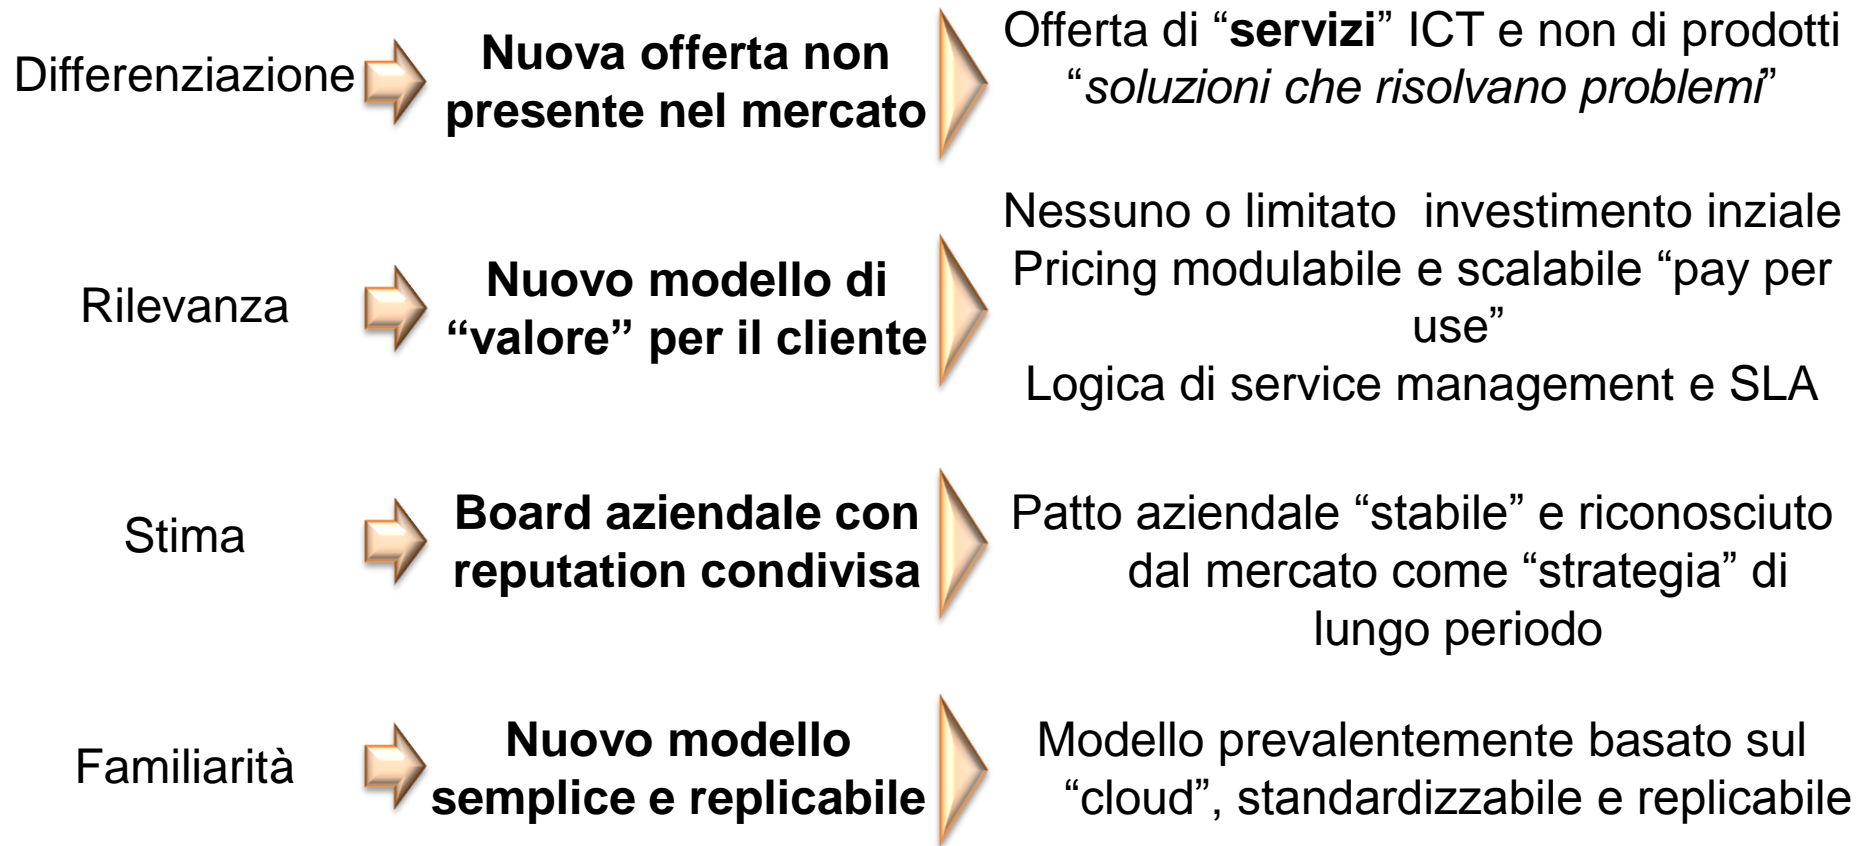 Differenziazione
Nuova offerta non
presente nel mercato
Offerta di “servizi” ICT e non di prodotti
“soluzioni che risolvano problemi”
Rilevanza
Nuovo modello di
“valore” per il cliente
Nessuno o limitato investimento inziale
Pricing modulabile e scalabile “pay per
use”
Logica di service management e SLA
Stima
Board aziendale con
reputation condivisa
Patto aziendale “stabile” e riconosciuto
dal mercato come “strategia” di
lungo periodo
Familiarità
Nuovo modello
semplice e replicabile
Modello prevalentemente basato sul
“cloud”, standardizzabile e replicabile